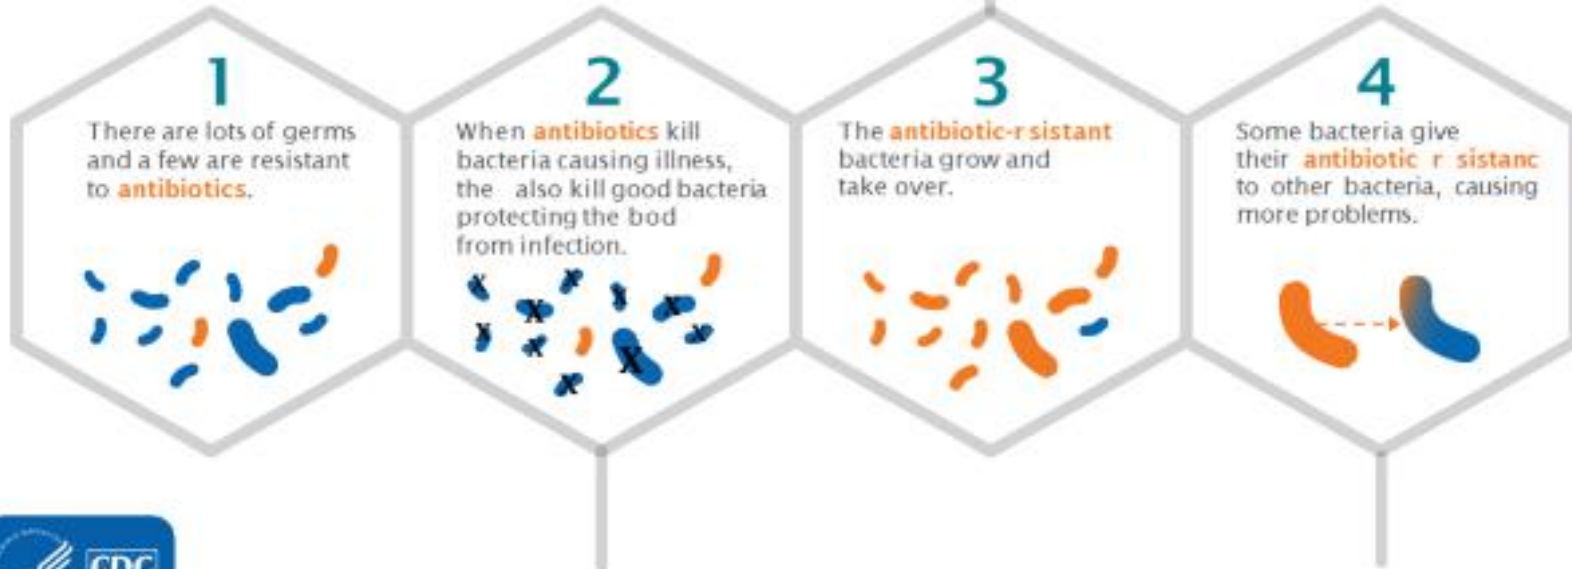 1
There are lots of germs
and a few are resistant
to antibiotics.
2
When antibiotics kill
bacteria causing illness,
the also kill good bacteria
protecting the bod
from infection.
x
x
x
x
x
x
x
x
x
x
3
The antibiotic-r sistant
bacteria grow and
take over.
4
Some bacteria give
their antibiotic r sistanc
to other bacteria, causing
more problems.
CDC